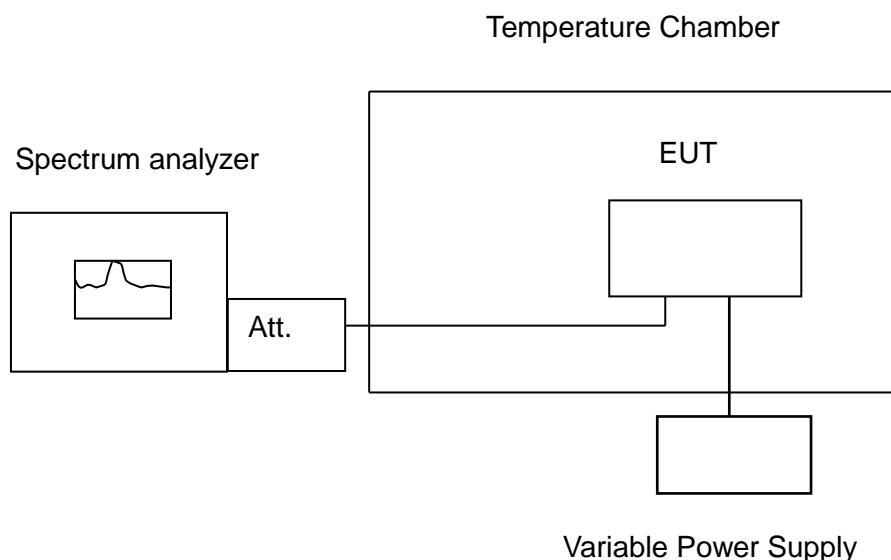 Temperature Chamber
Spectrum analyzer
EUT
Att.
Variable Power Supply